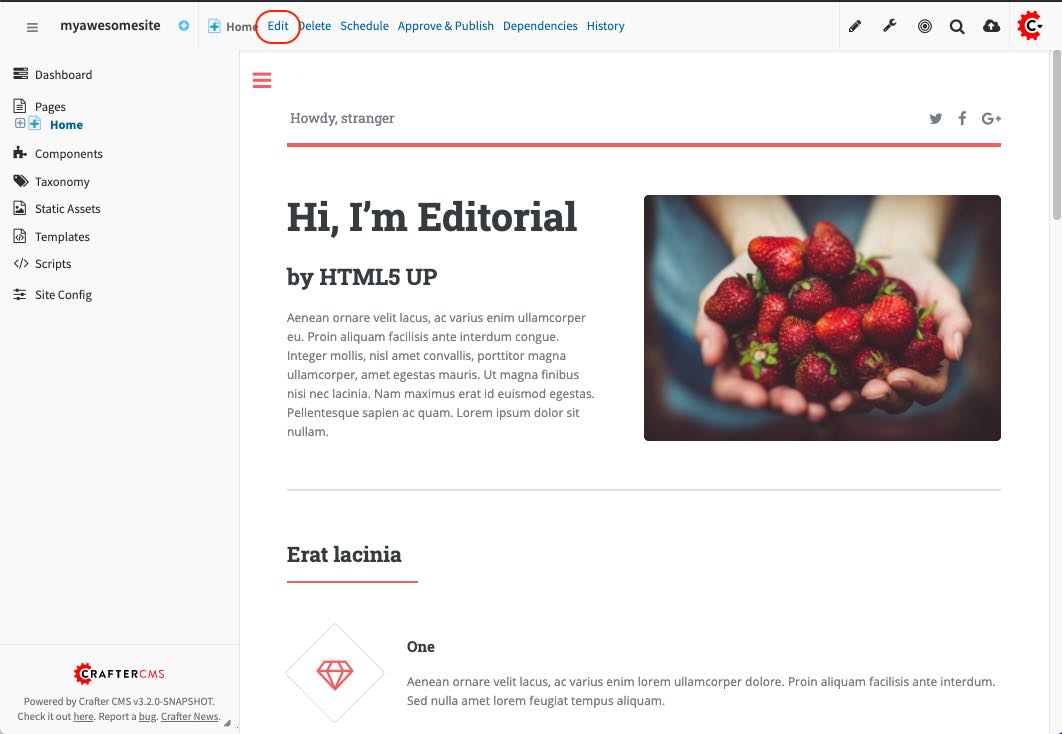 myawesomesite
Home Edit Delete Schedule Approve & Publish Dependencies History
Dashboard
Pages
Home
Components
Taxonomy
Static Assets
Templates
Scripts
Site Config
Howdy, stranger
Hi, I’m Editorial
by HTML5 UP
Aenean ornare velit lacus, ac varius enim ullamcorper
eu. Proin aliquam facilisis ante interdum congue.
Integer mollis, nisl amet convallis, porttitor magna
ullamcorper, amet egestas mauris. Ut magna finibus
nisi nec lacinia. Nam maximus erat id euismod egestas.
Pellentesque sapien ac quam. Lorem ipsum dolor sit
nullam.
Erat lacinia
One
Aenean ornare velit lacus, ac varius enim lorem ullamcorper dolore. Proin aliquam facilisis ante interdum.
Sed nulla amet lorem feugiat tempus aliquam.
CRAFTERCMS
Powered by Crafter CMS v3.2.0-SNAPSHOT.
Check it out here. Report a bug. Crafter News.